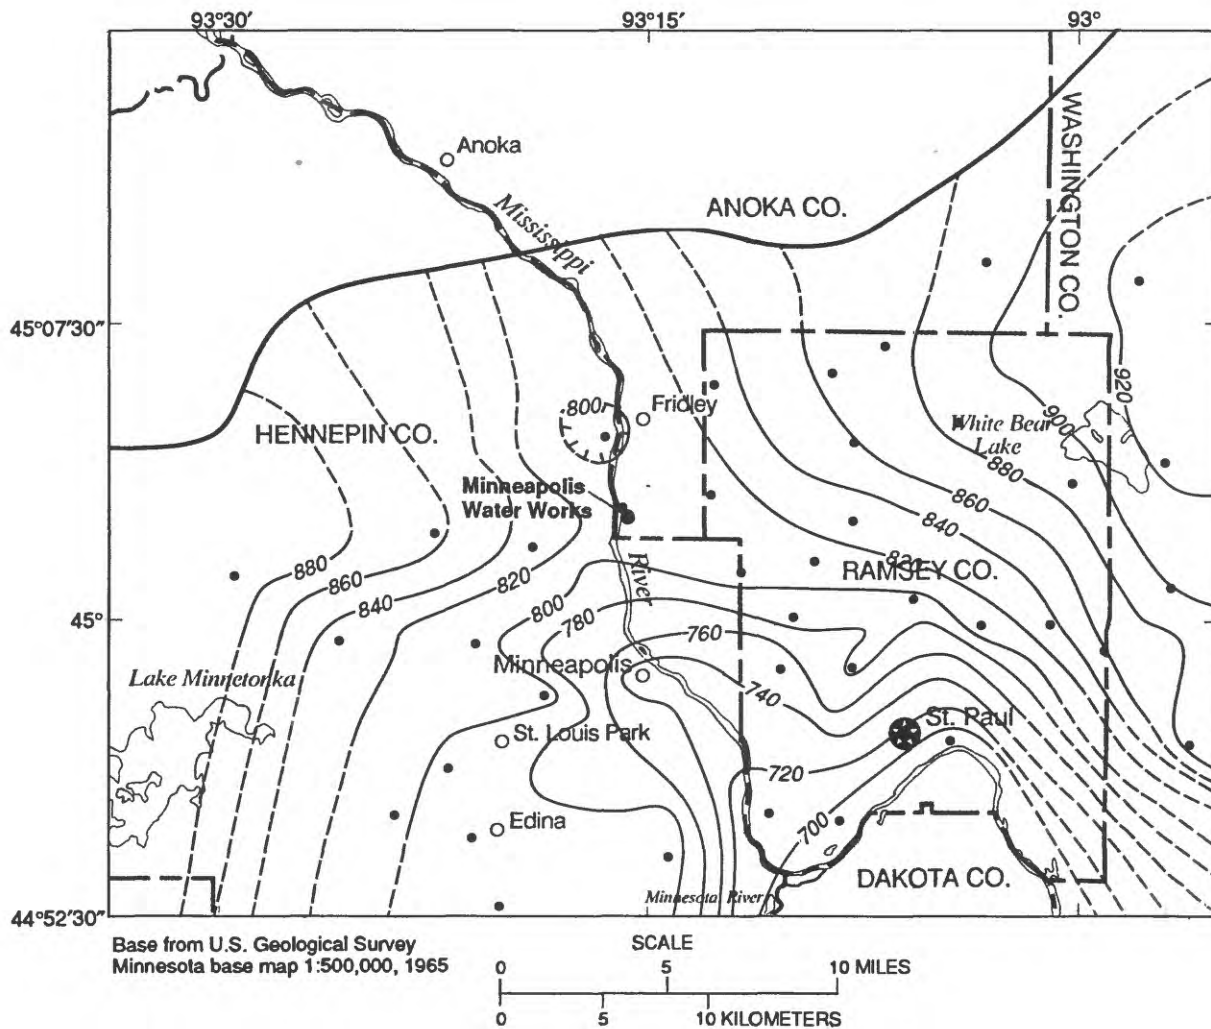 93°30'
93°15'
93°
WASHINGTON CO.
Anoka
ANOKA CO.
Mississippi
45°07'30"
920
800
Fridley
900
White Bear
Lake
HENNEPIN CO.
880
Minneapolis
Water Works
860
840
820
RAMSEY CO.
880
860
840
820
800
River
45°
780
760
Minneapolis
740
Lake Minnetonka
St. Louis Park
St. Paul
720
Edina
700
DAKOTA CO.
Minnesota River
44°52'30"
Base from U.S. Geological Survey
Minnesota base map 1:500,000, 1965
SCALE
0 5 10 MILES
0 5 10 KILOMETERS